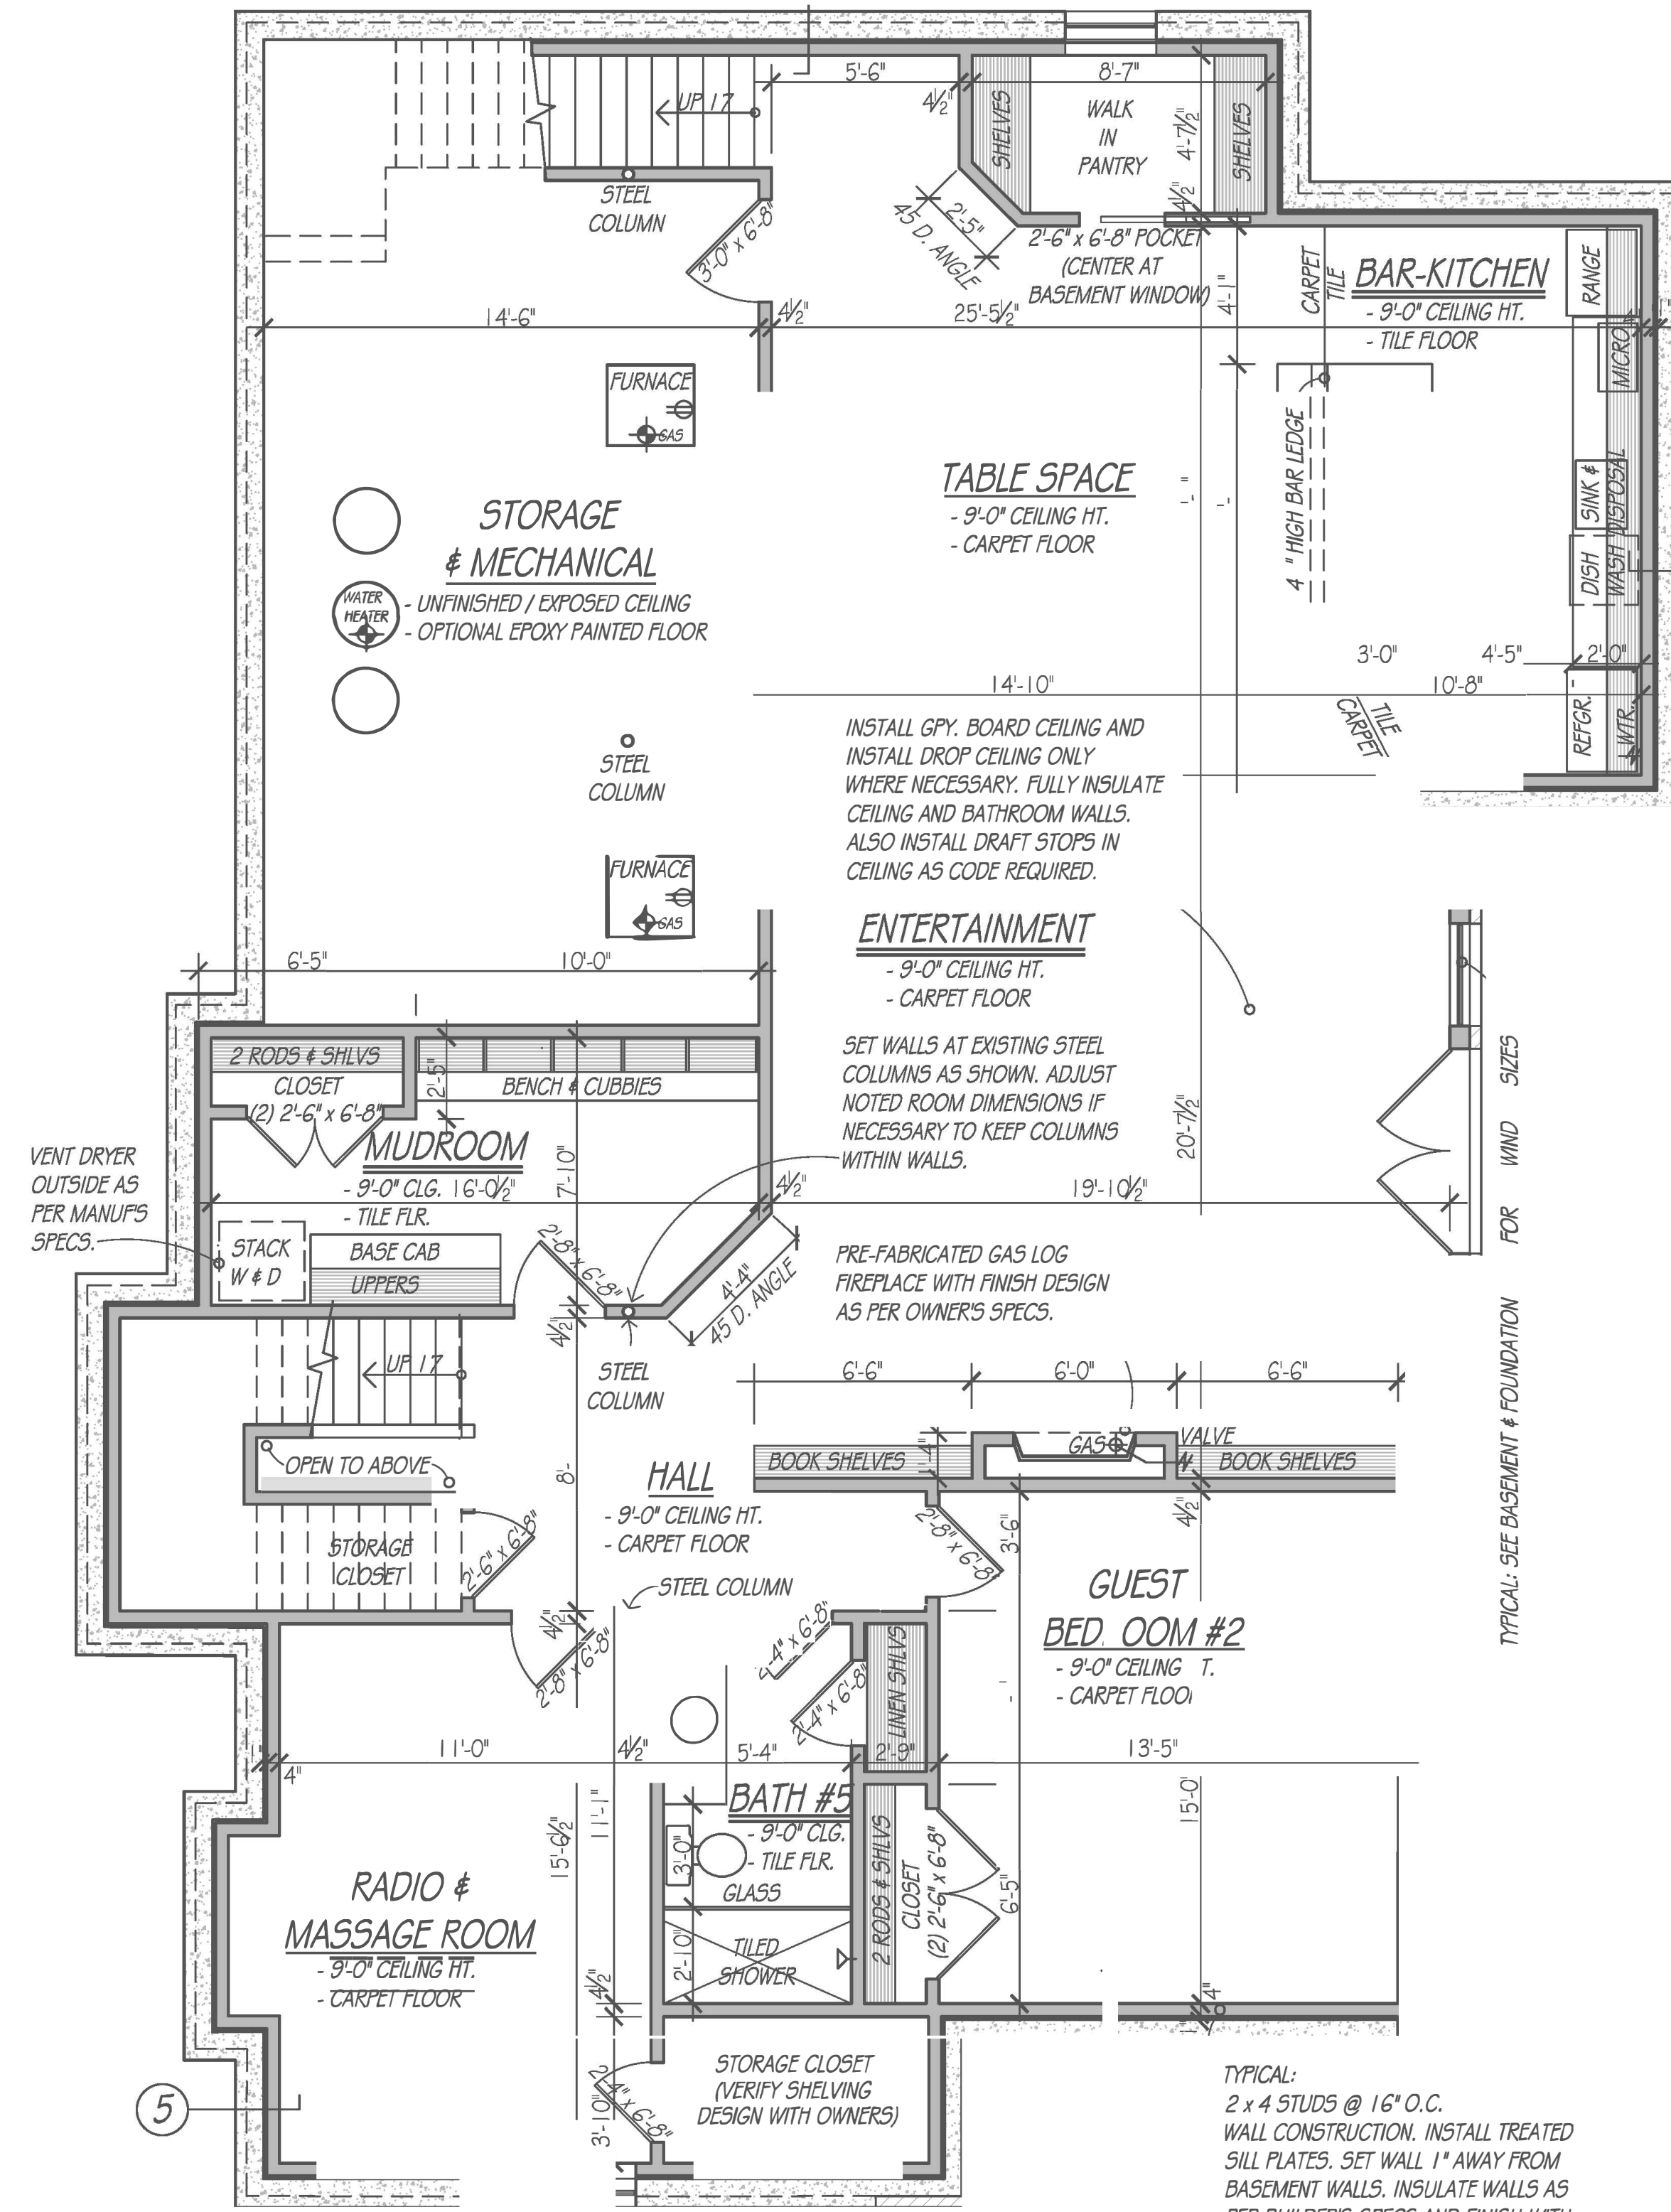 5'-6"
8'-7"
4½"
UP 17
SHELVES
WALK
IN
PANTRY
4'-7½"
4½"
SHELVES
STEEL
COLUMN
3'-0" x 6'-8"
2'-5"
45 D. ANGLE
2'-6" x 6'-8" POCKET
(CENTER AT
BASEMENT WINDOW)
4'-1"
CARPET
TILE
BAR-KITCHEN
- 9'-0" CEILING HT.
- TILE FLOOR
RANGE
MICRO
14'-6"
4½"
25'-5½"
FURNACE
GAS
4 " HIGH BAR LEDGE
TABLE SPACE
- 9'-0" CEILING HT.
- CARPET FLOOR
SINK &
DISPOSAL
DISH
WASH
STORAGE
& MECHANICAL
- UNFINISHED / EXPOSED CEILING
- OPTIONAL EPOXY PAINTED FLOOR
WATER
HEATER
3'-0"
4'-5"
2'-0"
14'-10"
10'-8"
TILE
CARPET
REFGR.
WTR.
STEEL
COLUMN
INSTALL GPY. BOARD CEILING AND
INSTALL DROP CEILING ONLY
WHERE NECESSARY. FULLY INSULATE
CEILING AND BATHROOM WALLS.
ALSO INSTALL DRAFT STOPS IN
CEILING AS CODE REQUIRED.
FURNACE
GAS
ENTERTAINMENT
- 9'-0" CEILING HT.
- CARPET FLOOR
6'-5"
10'-0"
SET WALLS AT EXISTING STEEL
COLUMNS AS SHOWN. ADJUST
NOTED ROOM DIMENSIONS IF
NECESSARY TO KEEP COLUMNS
WITHIN WALLS.
2 RODS & SHLVS
CLOSET
(2) 2'-6" x 6'-8"
2'-5"
BENCH & CUBBIES
MUDROOM
- 9'-0" CLG.
16'-0½"
- TILE FLR.
7'-10"
4½"
19'-10½"
20'-7½"
VENT DRYER
OUTSIDE AS
PER MANUF'S
SPECS.
STACK
W & D
BASE CAB
UPPERS
2'-8" x 6'-8"
4'-4"
45 D. ANGLE
4½"
PRE-FABRICATED GAS LOG
FIREPLACE WITH FINISH DESIGN
AS PER OWNER'S SPECS.
TYPICAL: SEE BASEMENT & FOUNDATION FOR WIND SIZES
UP 17
STEEL
COLUMN
6'-6"
6'-0"
6'-6"
OPEN TO ABOVE
8'-
HALL
- 9'-0" CEILING HT.
- CARPET FLOOR
BOOK SHELVES
1'-4"
GAS
VALVE
BOOK SHELVES
4½"
STORAGE
CLOSET
2'-6" x 6'-8"
2'-8" x 6'-8"
3'-6"
STEEL COLUMN
GUEST
BED OOM #2
- 9'-0" CEILING T.
- CARPET FLOO
4½"
2'-8" x 6'-8"
-4" x 6'-8"
2'-4" x 6'-8"
LINEN SHLVS
1"
4"
11'-0"
4½"
5'-4"
2'-9"
13'-5"
15'-6½"
11'-1"
15'-0"
BATH #5
- 9'-0" CLG.
- TILE FLR.
3'-0"
GLASS
2 RODS & SHLVS
CLOSET
(2) 2'-6" x 6'-8"
6'-5"
RADIO &
MASSAGE ROOM
- 9'-0" CEILING HT.
- CARPET FLOOR
2'-10"
TILED
SHOWER
4½"
4"
1"
5
STORAGE CLOSET
(VERIFY SHELVING
DESIGN WITH OWNERS)
2'-4" x 6'-8"
3'-10"
TYPICAL:
2 x 4 STUDS @ 16" O.C.
WALL CONSTRUCTION. INSTALL TREATED
SILL PLATES. SET WALL 1" AWAY FROM
BASEMENT WALLS. INSULATE WALLS AS